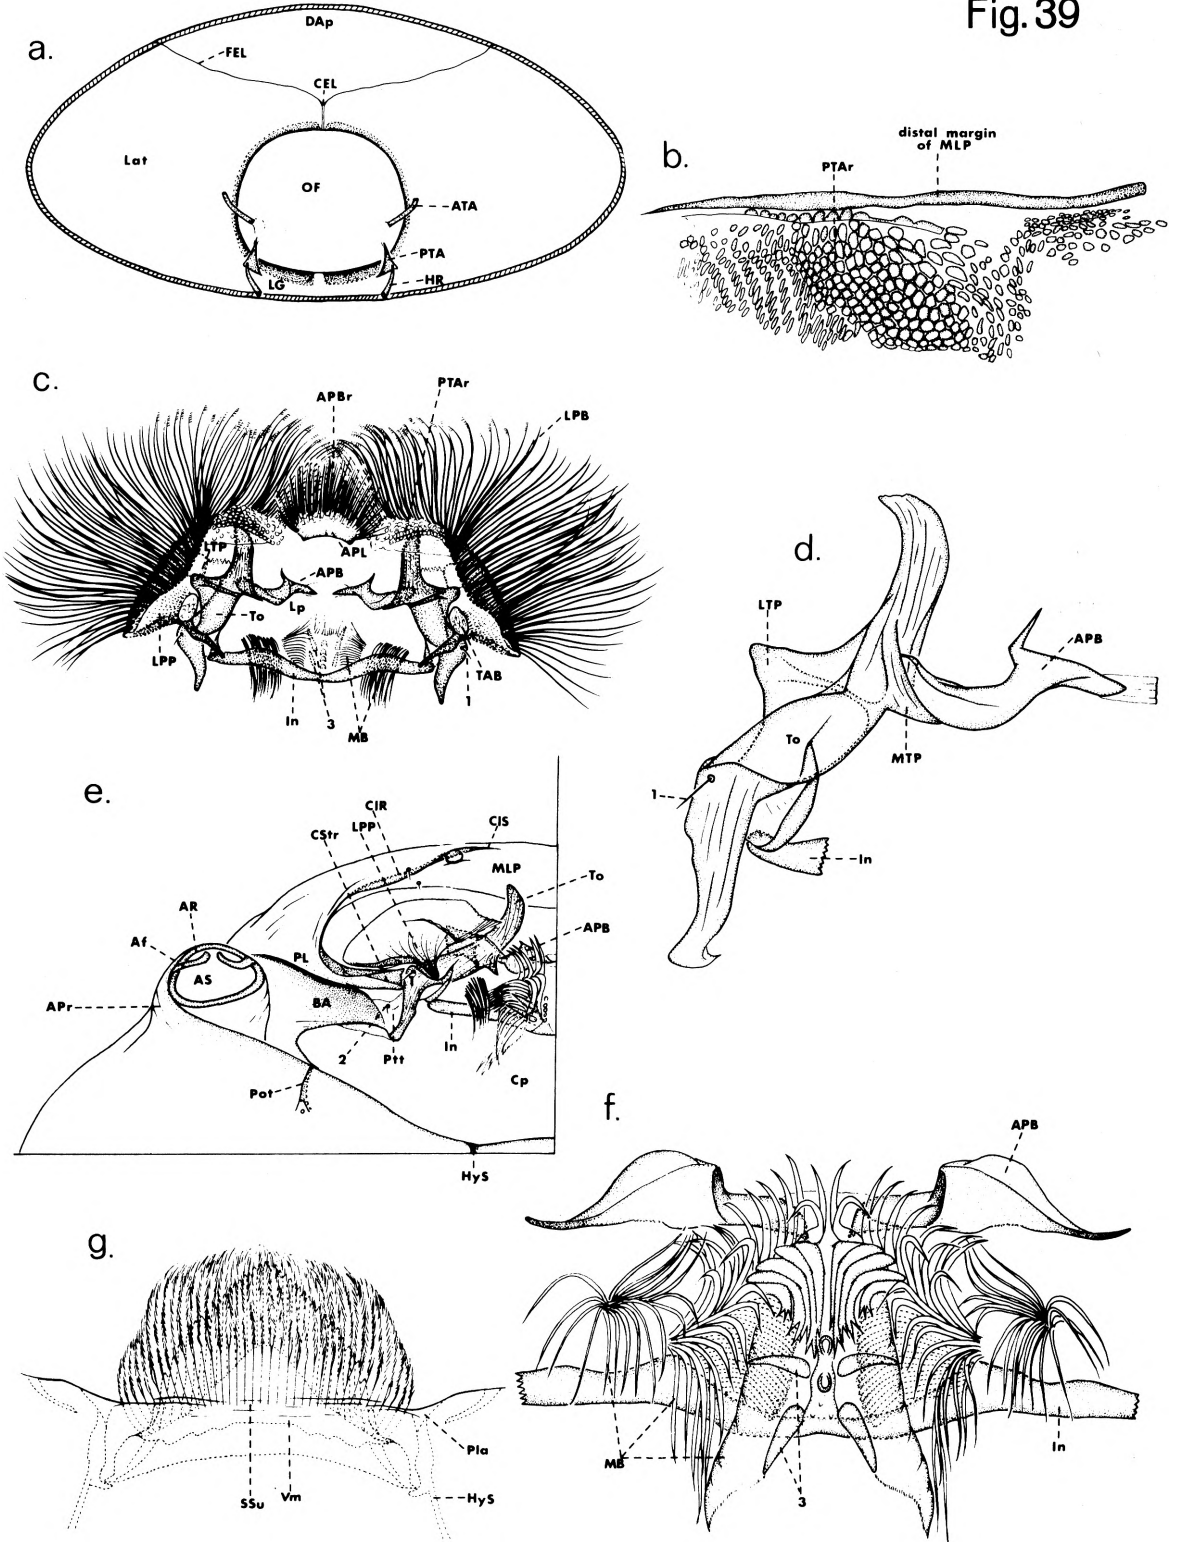 Fig. 39
a.
DAp
FEL
CEL
Lat
OF
ATA
PTA
LG
HR
b.
distal margin
of MLP
PTAr
c.
APBr
PTAr
LPB
LTP
APL
APB
Lp
To
LPP
TAB
In
3
1
MB
d.
LTP
APB
To
MTP
1
In
e.
CIR
LPP
CIS
CStr
MLP
To
AR
APB
Af
PL
AS
T
APr
BA
2
Ptt
In
Pot
Cp
HyS
f.
APB
MB
3
In
g.
Pla
SSu
Vm
HyS